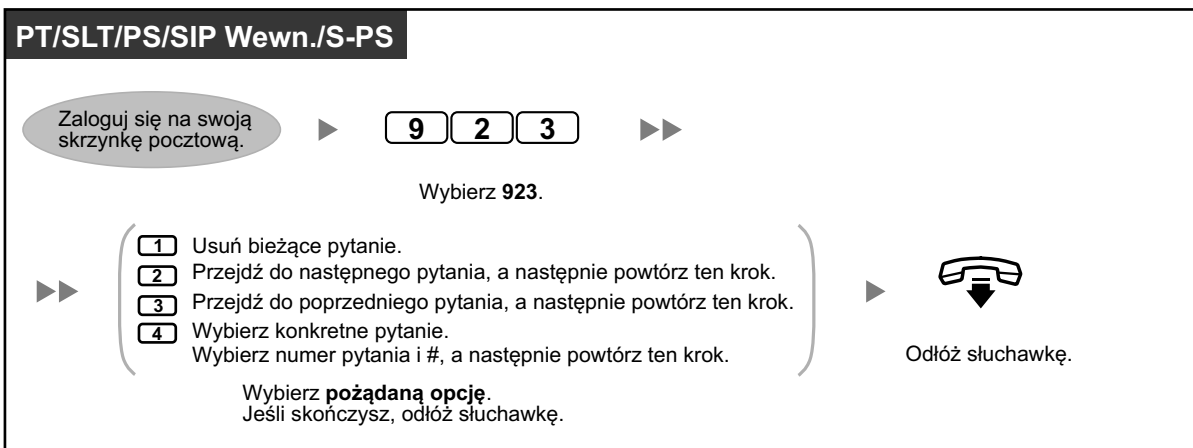 PT/SLT/PS/SIP Wewn./S-PS
Zaloguj się na swoją
skrzynkę pocztową.
9 2 3
Wybierz 923.
1 Usuń bieżące pytanie.
2 Przejdź do następnego pytania, a następnie powtórz ten krok.
3 Przejdź do poprzedniego pytania, a następnie powtórz ten krok.
4 Wybierz konkretne pytanie.
Wybierz numer pytania i #, a następnie powtórz ten krok.
Wybierz pożądaną opcję.
Jeśli skończysz, odłóż słuchawkę.
Odłóż słuchawkę.